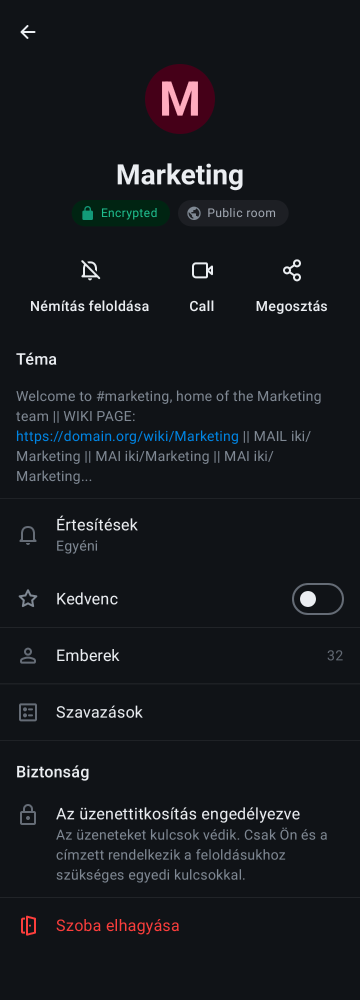 M
Marketing
Encrypted
Public room
Némítás feloldása
Call
Megosztás
Téma
Welcome to #marketing, home of the Marketing
team || WIKI PAGE:
https://domain.org/wiki/Marketing || MAIL iki/
Marketing || MAI iki/Marketing || MAI iki/
Marketing...
Értesítések
Egyéni
Kedvenc
Emberek
32
Szavazások
Biztonság
Az üzenettitkosítás engedélyezve
Az üzeneteket kulcsok védik. Csak Ön és a
címzett rendelkezik a feloldásukhoz
szükséges egyedi kulcsokkal.
Szoba elhagyása